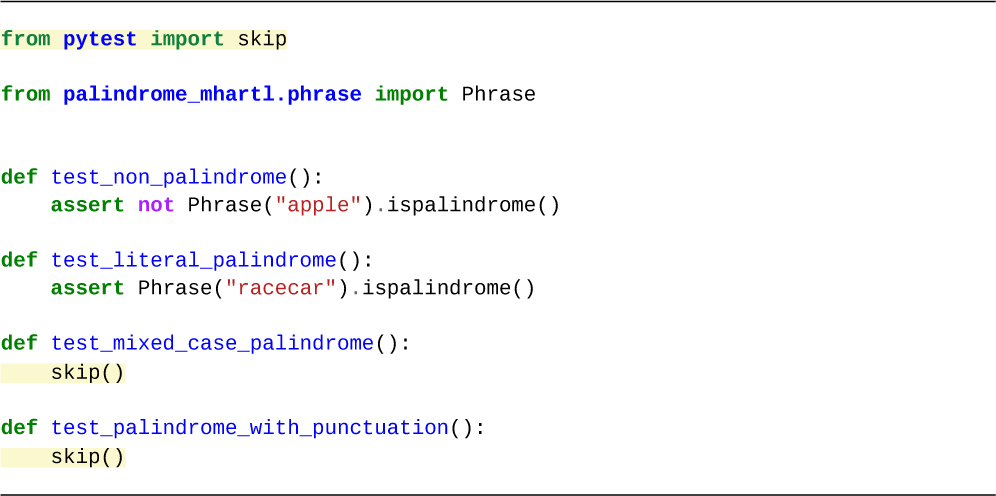 from pytest import skip
from palindrome_mhartl.phrase import Phrase
def test_non_palindrome():
    assert not Phrase("apple").ispalindrome()
def test_literal_palindrome():
    assert Phrase("racecar").ispalindrome()
def test_mixed_case_palindrome():
    skip()
def test_palindrome_with_punctuation():
    skip()